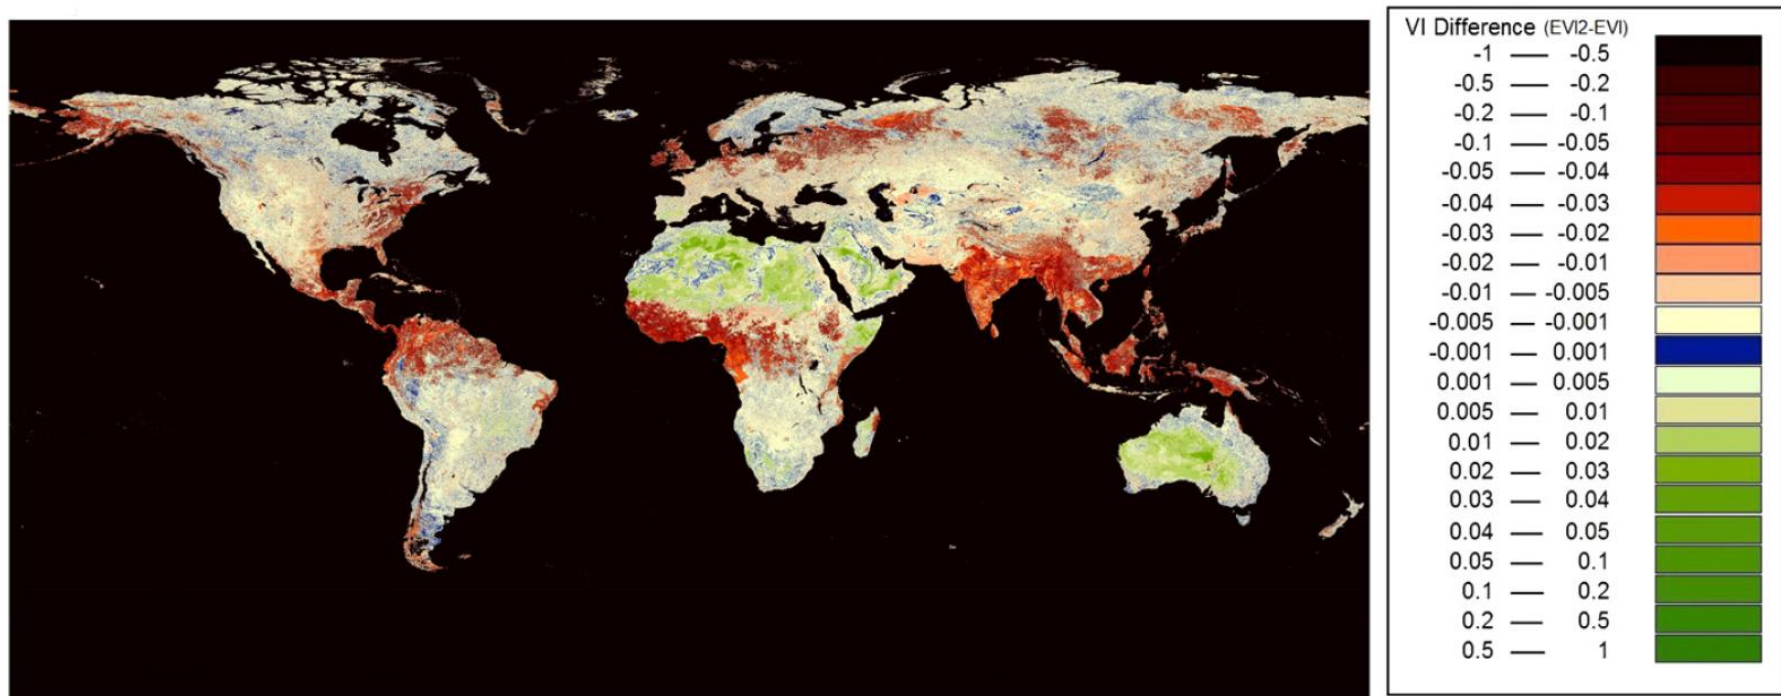 VI Difference (EVI2-EVI)
-1 — -0.5
-0.5 — -0.2
-0.2 — -0.1
-0.1 — -0.05
-0.05 — -0.04
-0.04 — -0.03
-0.03 — -0.02
-0.02 — -0.01
-0.01 — -0.005
-0.005 — -0.001
-0.001 — 0.001
0.001 — 0.005
0.005 — 0.01
0.01 — 0.02
0.02 — 0.03
0.03 — 0.04
0.04 — 0.05
0.05 — 0.1
0.1 — 0.2
0.2 — 0.5
0.5 — 1